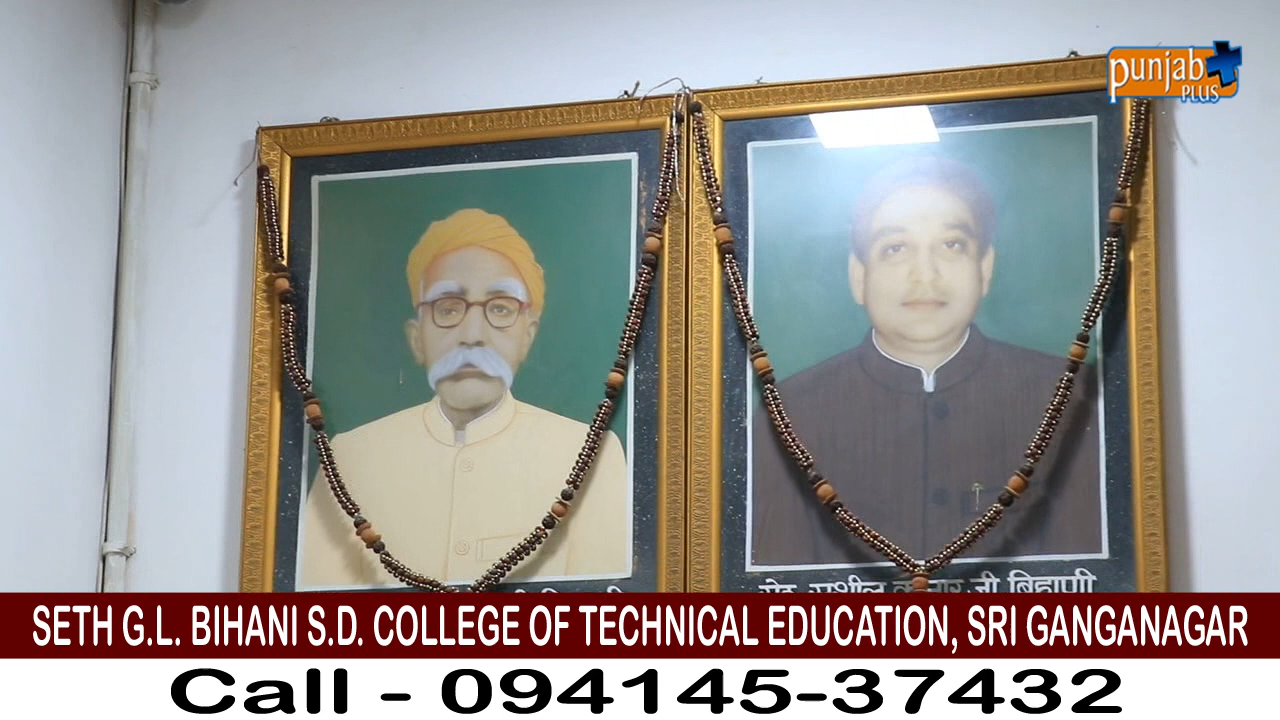 punjab
PLUS
सेठ सुशील कुमार जी बिहाणी
SETH G.L. BIHANI S.D. COLLEGE OF TECHNICAL EDUCATION, SRI GANGANAGAR
Call - 094145-37432